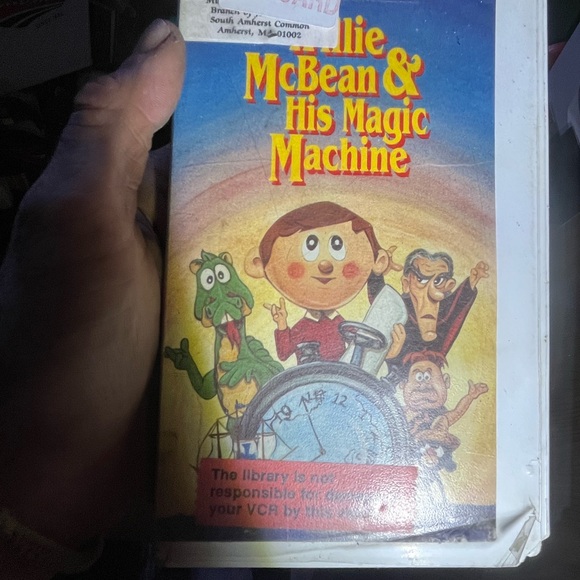 Branch
South Amherst Common
Amherst, MA 01002
Willie
McBean &
His Magic
Machine
12
The library is not
responsible for
your VCR by this